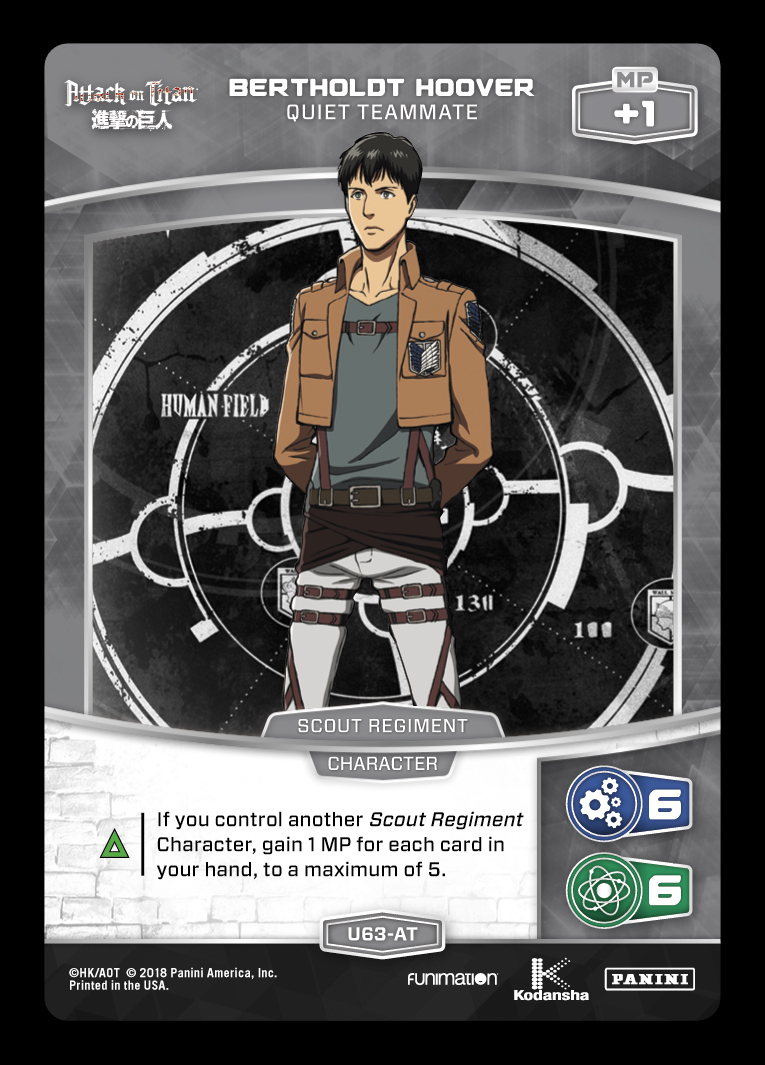 Attack on Titan
進撃の巨人
BERTHOLDT HOOVER
QUIET TEAMMATE
MP
+1
HUMAN FIELD
130
100
SCOUT REGIMENT
CHARACTER
If you control another Scout Regiment
Character, gain 1 MP for each card in
your hand, to a maximum of 5.
6
6
U63-AT
©HK/AOT © 2018 Panini America, Inc.
Printed in the USA.
FUNIMATION
K
Kodansha
PANINI